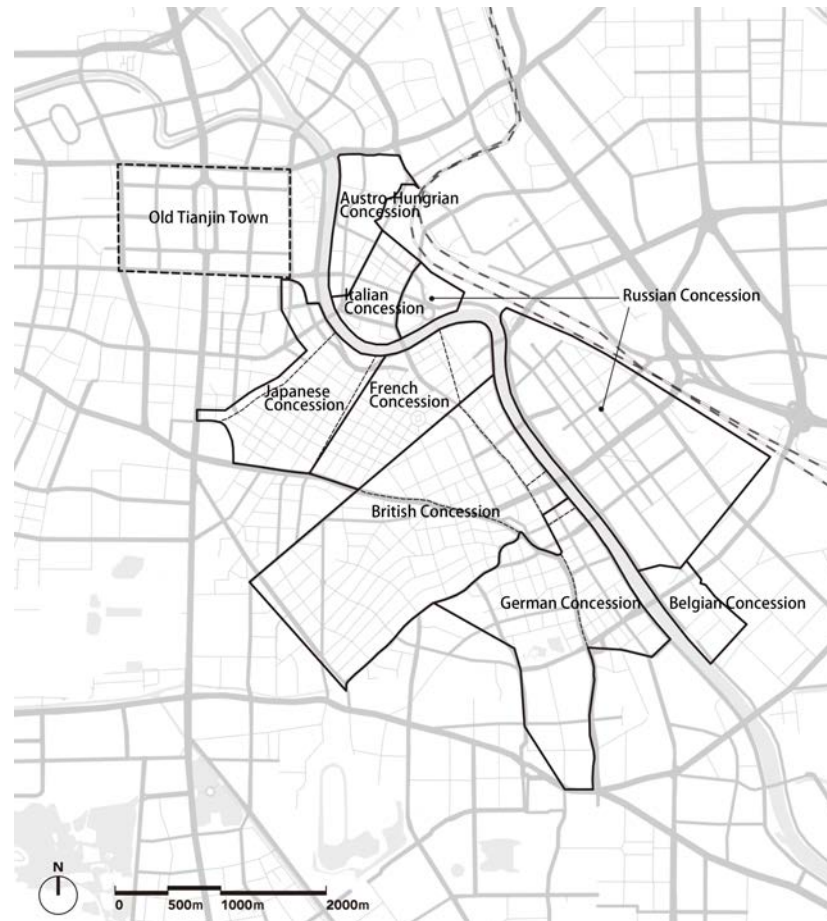 Austro-Hungrian
Concession
Old Tianjin Town
Italian
Concession
Russian Concession
Japanese
Concession
French
Concession
British Concession
German Concession
Belgian Concession
N
0 500m 1000m 2000m